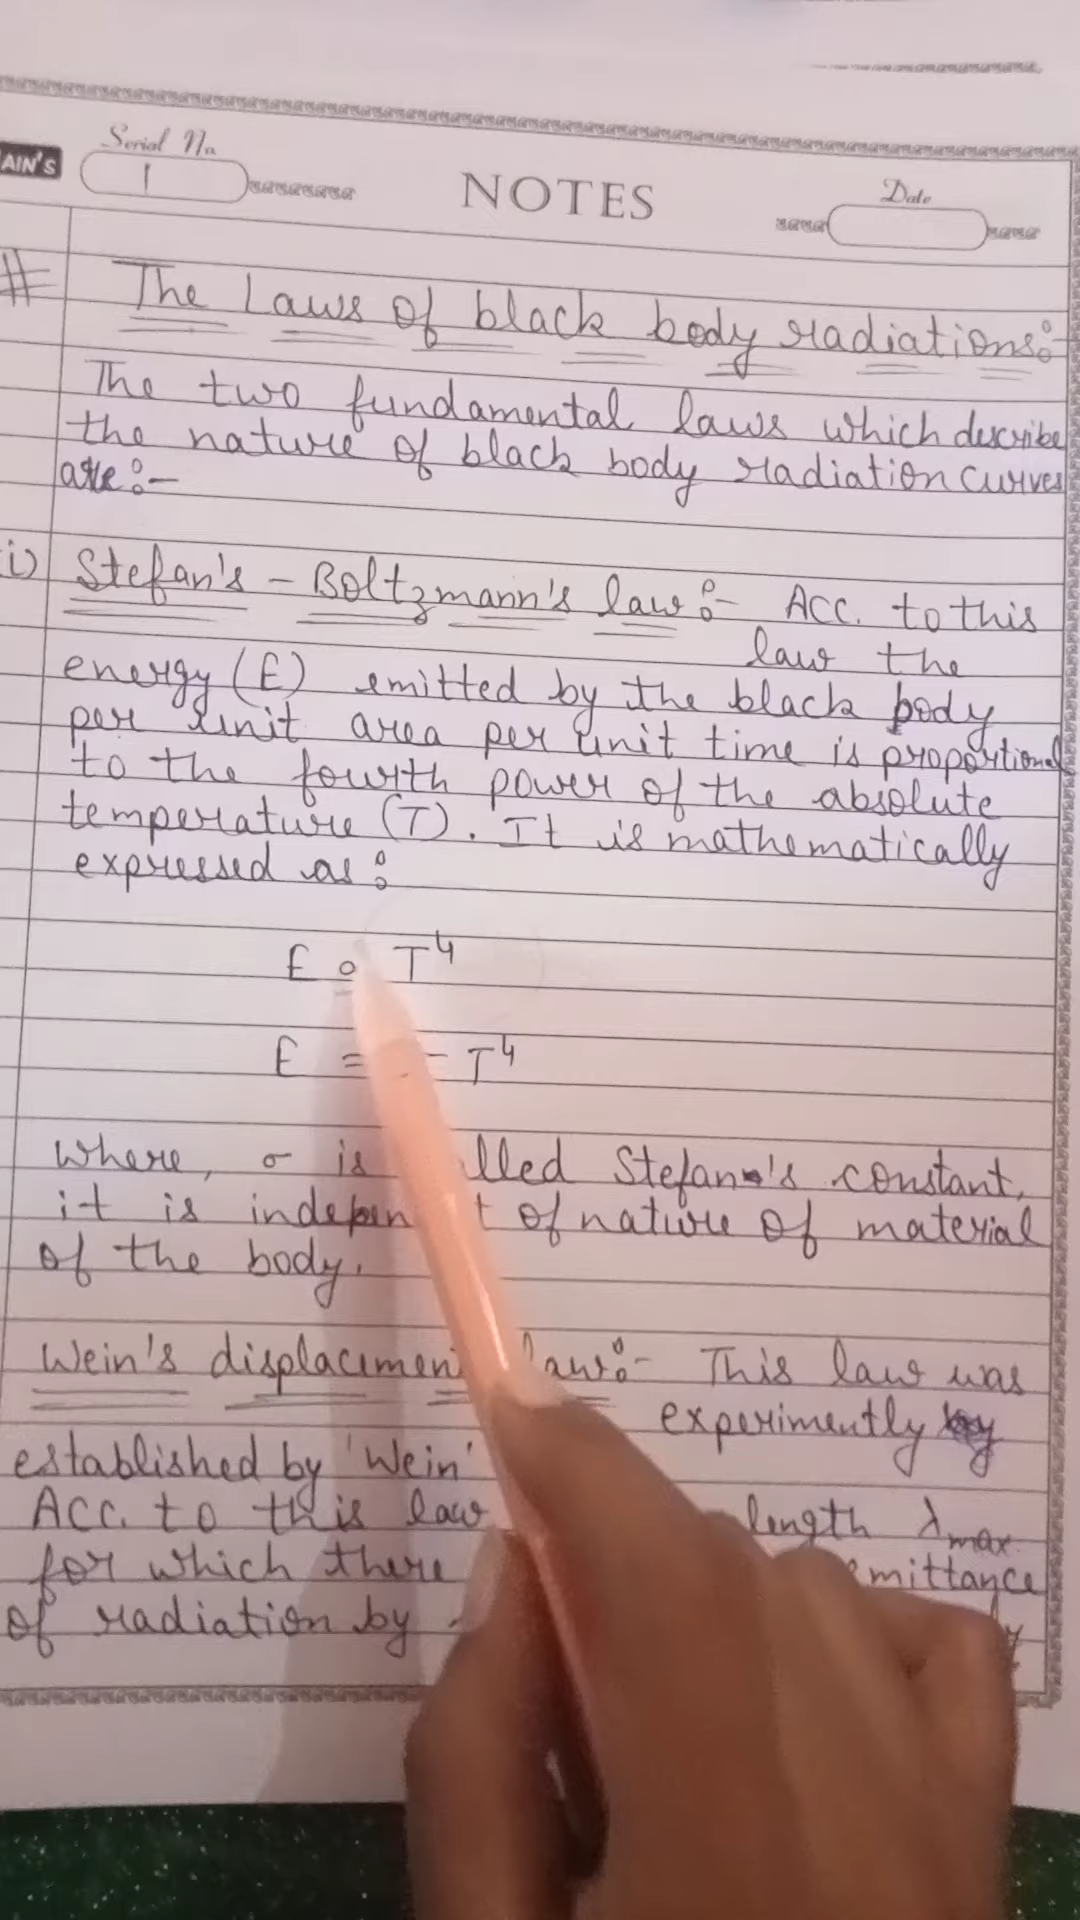 AIN'S
Serial No
1
NOTES
Date
# The Laws of black body radiations:-
The two fundamental laws which describe
the nature of black body radiation curves
are:-
i) Stefan's - Boltzmann's law:- Acc. to this
law the
energy (E) emitted by the black body
per unit area per unit time is proportional
to the fourth power of the absolute
temperature (T). It is mathematically
expressed as:
E T⁴
E = T⁴
where, σ is lled Stefan's constant,
it is indepen t of nature of material
of the body.
Wein's displacemen law:- This law was
experimently by
established by 'Wein'
Acc. to this law length λmax
for which there emittance
of radiation by